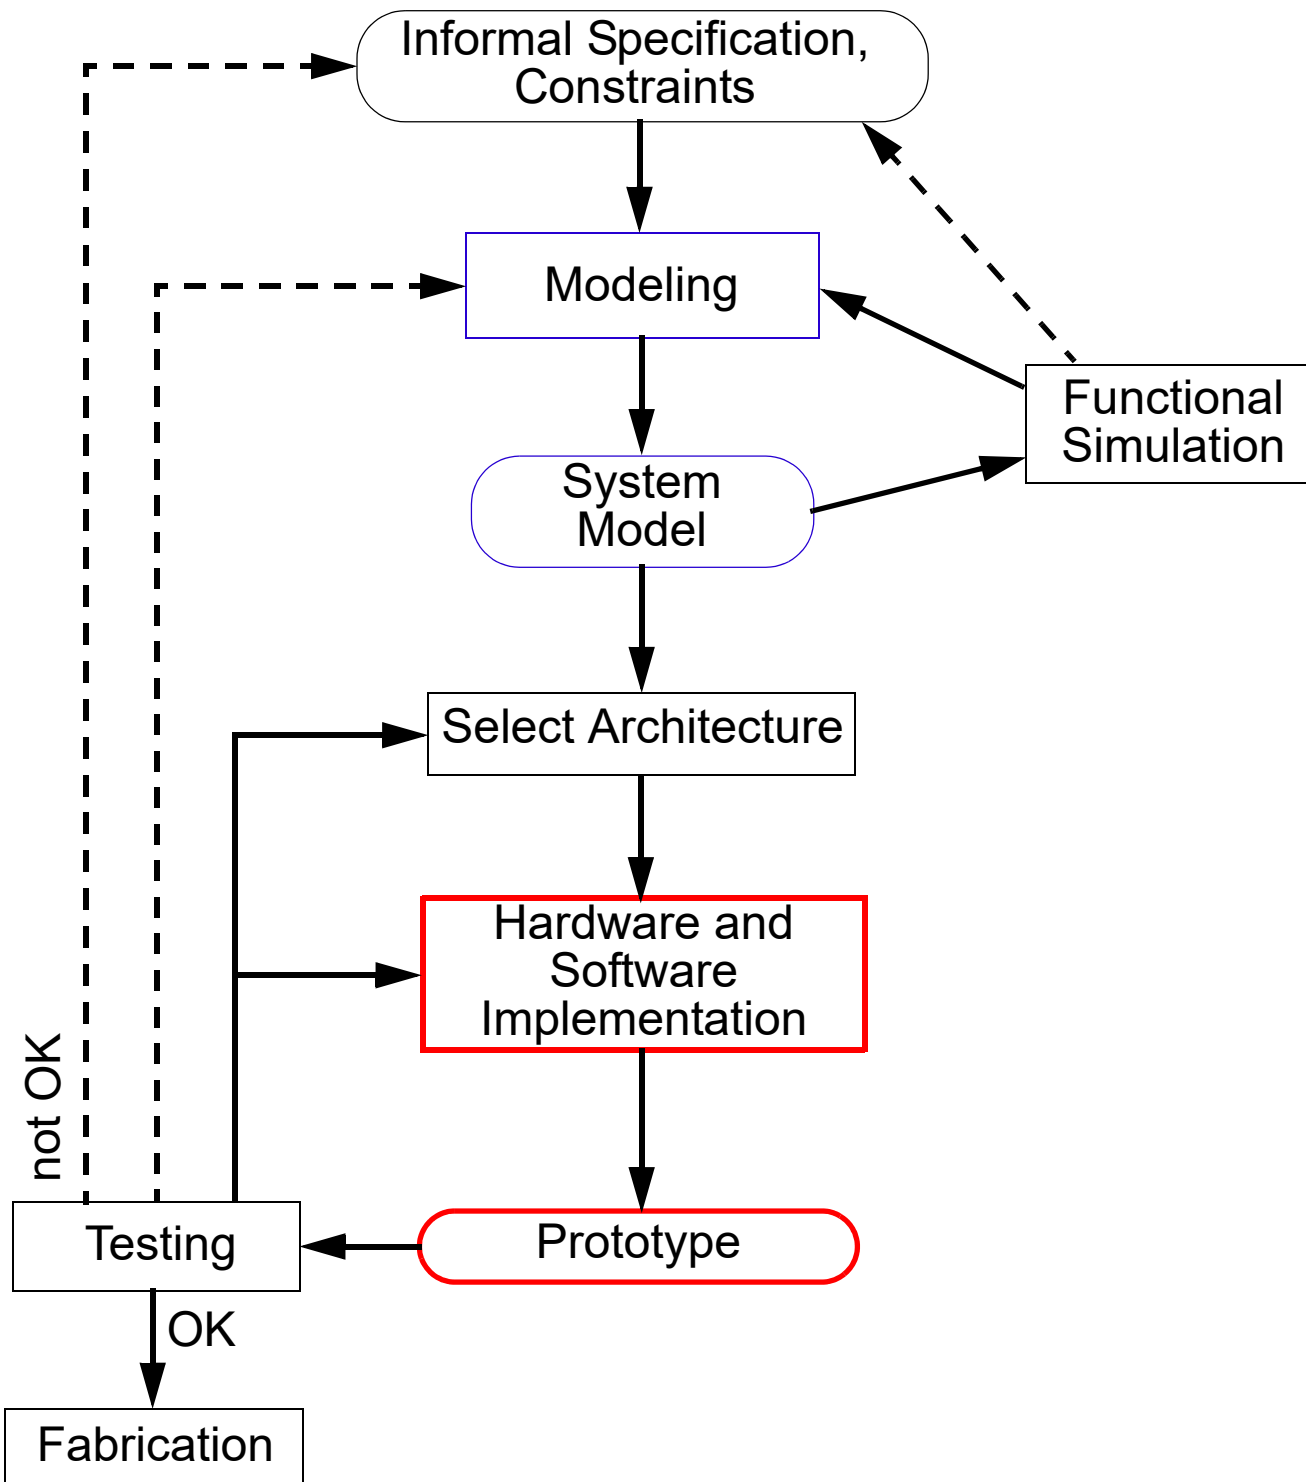 Informal Specification,
Constraints
Modeling
Functional
Simulation
System
Model
Select Architecture
Hardware and
Software
Implementation
not OK
Testing
Prototype
OK
Fabrication